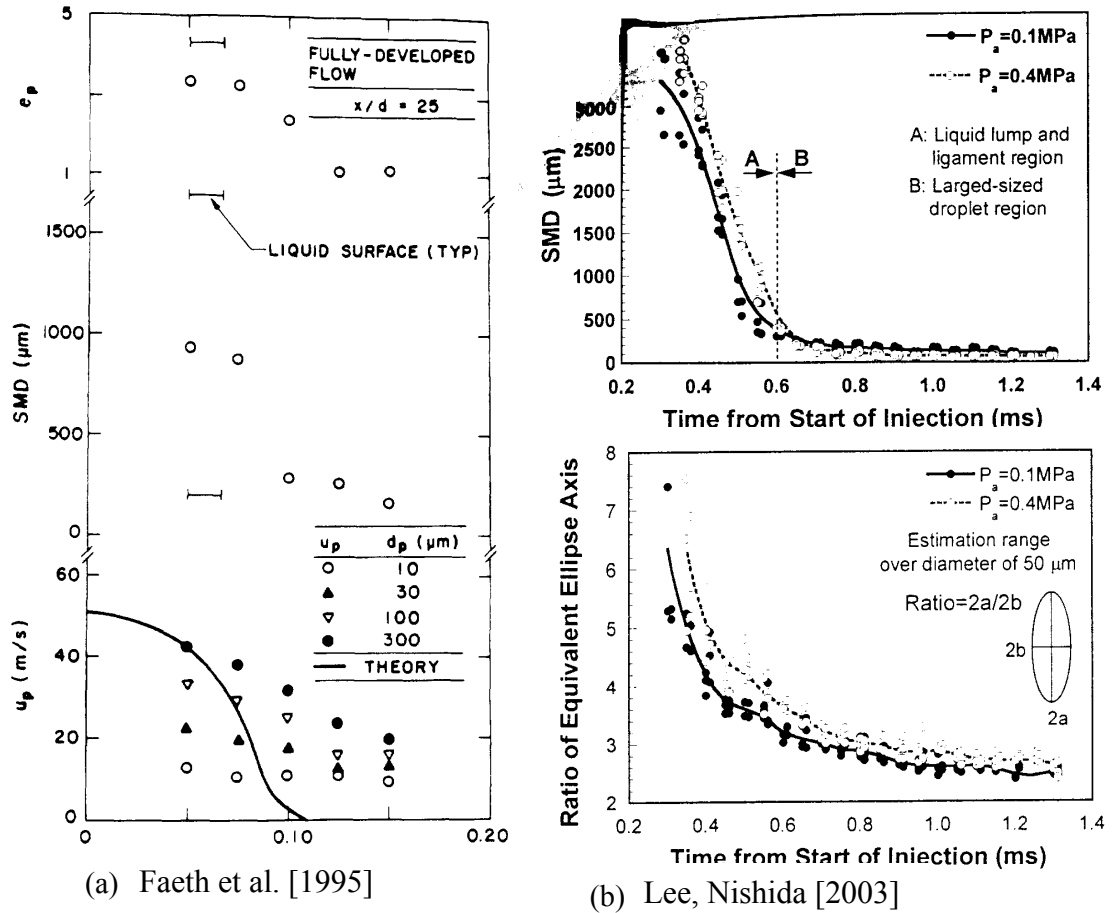 5
FULLY-DEVELOPED
FLOW
x/d = 25
e_p
1
LIQUID SURFACE (TYP)
1500
1000
SMD (μm)
500
0
u_p d_p (μm)
10
30
100
300
THEORY
60
40
u_p (m/s)
20
0
0 0.10 0.20
(a) Faeth et al. [1995]
P_a=0.1MPa
P_a=0.4MPa
A: Liquid lump and
ligament region
B: Larged-sized
droplet region
A B
SMD (μm)
3000
2500
3000
1000
500
0
0.2 0.4 0.6 0.8 1.0 1.2 1.4
Time from Start of Injection (ms)
8
7
6
5
4
3
2
Ratio of Equivalent Ellipse Axis
P_a=0.1MPa
P_a=0.4MPa
Estimation range
over diameter of 50 μm
Ratio=2a/2b
2b
2a
0.2 0.4 0.6 0.8 1.0 1.2 1.4
Time from Start of Injection (ms)
(b) Lee, Nishida [2003]